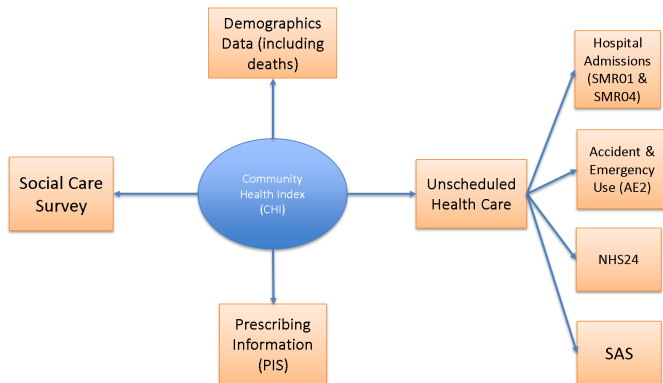 Demographics
Data (including
deaths)
Hospital
Admissions
(SMR01 &
SMR04)
Social Care
Survey
Community
Health Index
(CHI)
Unscheduled
Health Care
Accident &
Emergency
Use (AE2)
NHS24
Prescribing
Information
(PIS)
SAS